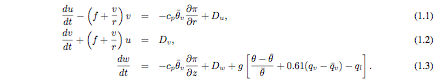 du/dt − (f + v/r) v = −c_p θ̄_v ∂π/∂r + D_u, (1.1)
dv/dt + (f + v/r) u = D_v, (1.2)
dw/dt = −c_p θ̄_v ∂π/∂z + D_w + g [ (θ − θ̄)/θ̄ + 0.61(q_v − q̄_v) − q_l ] . (1.3)